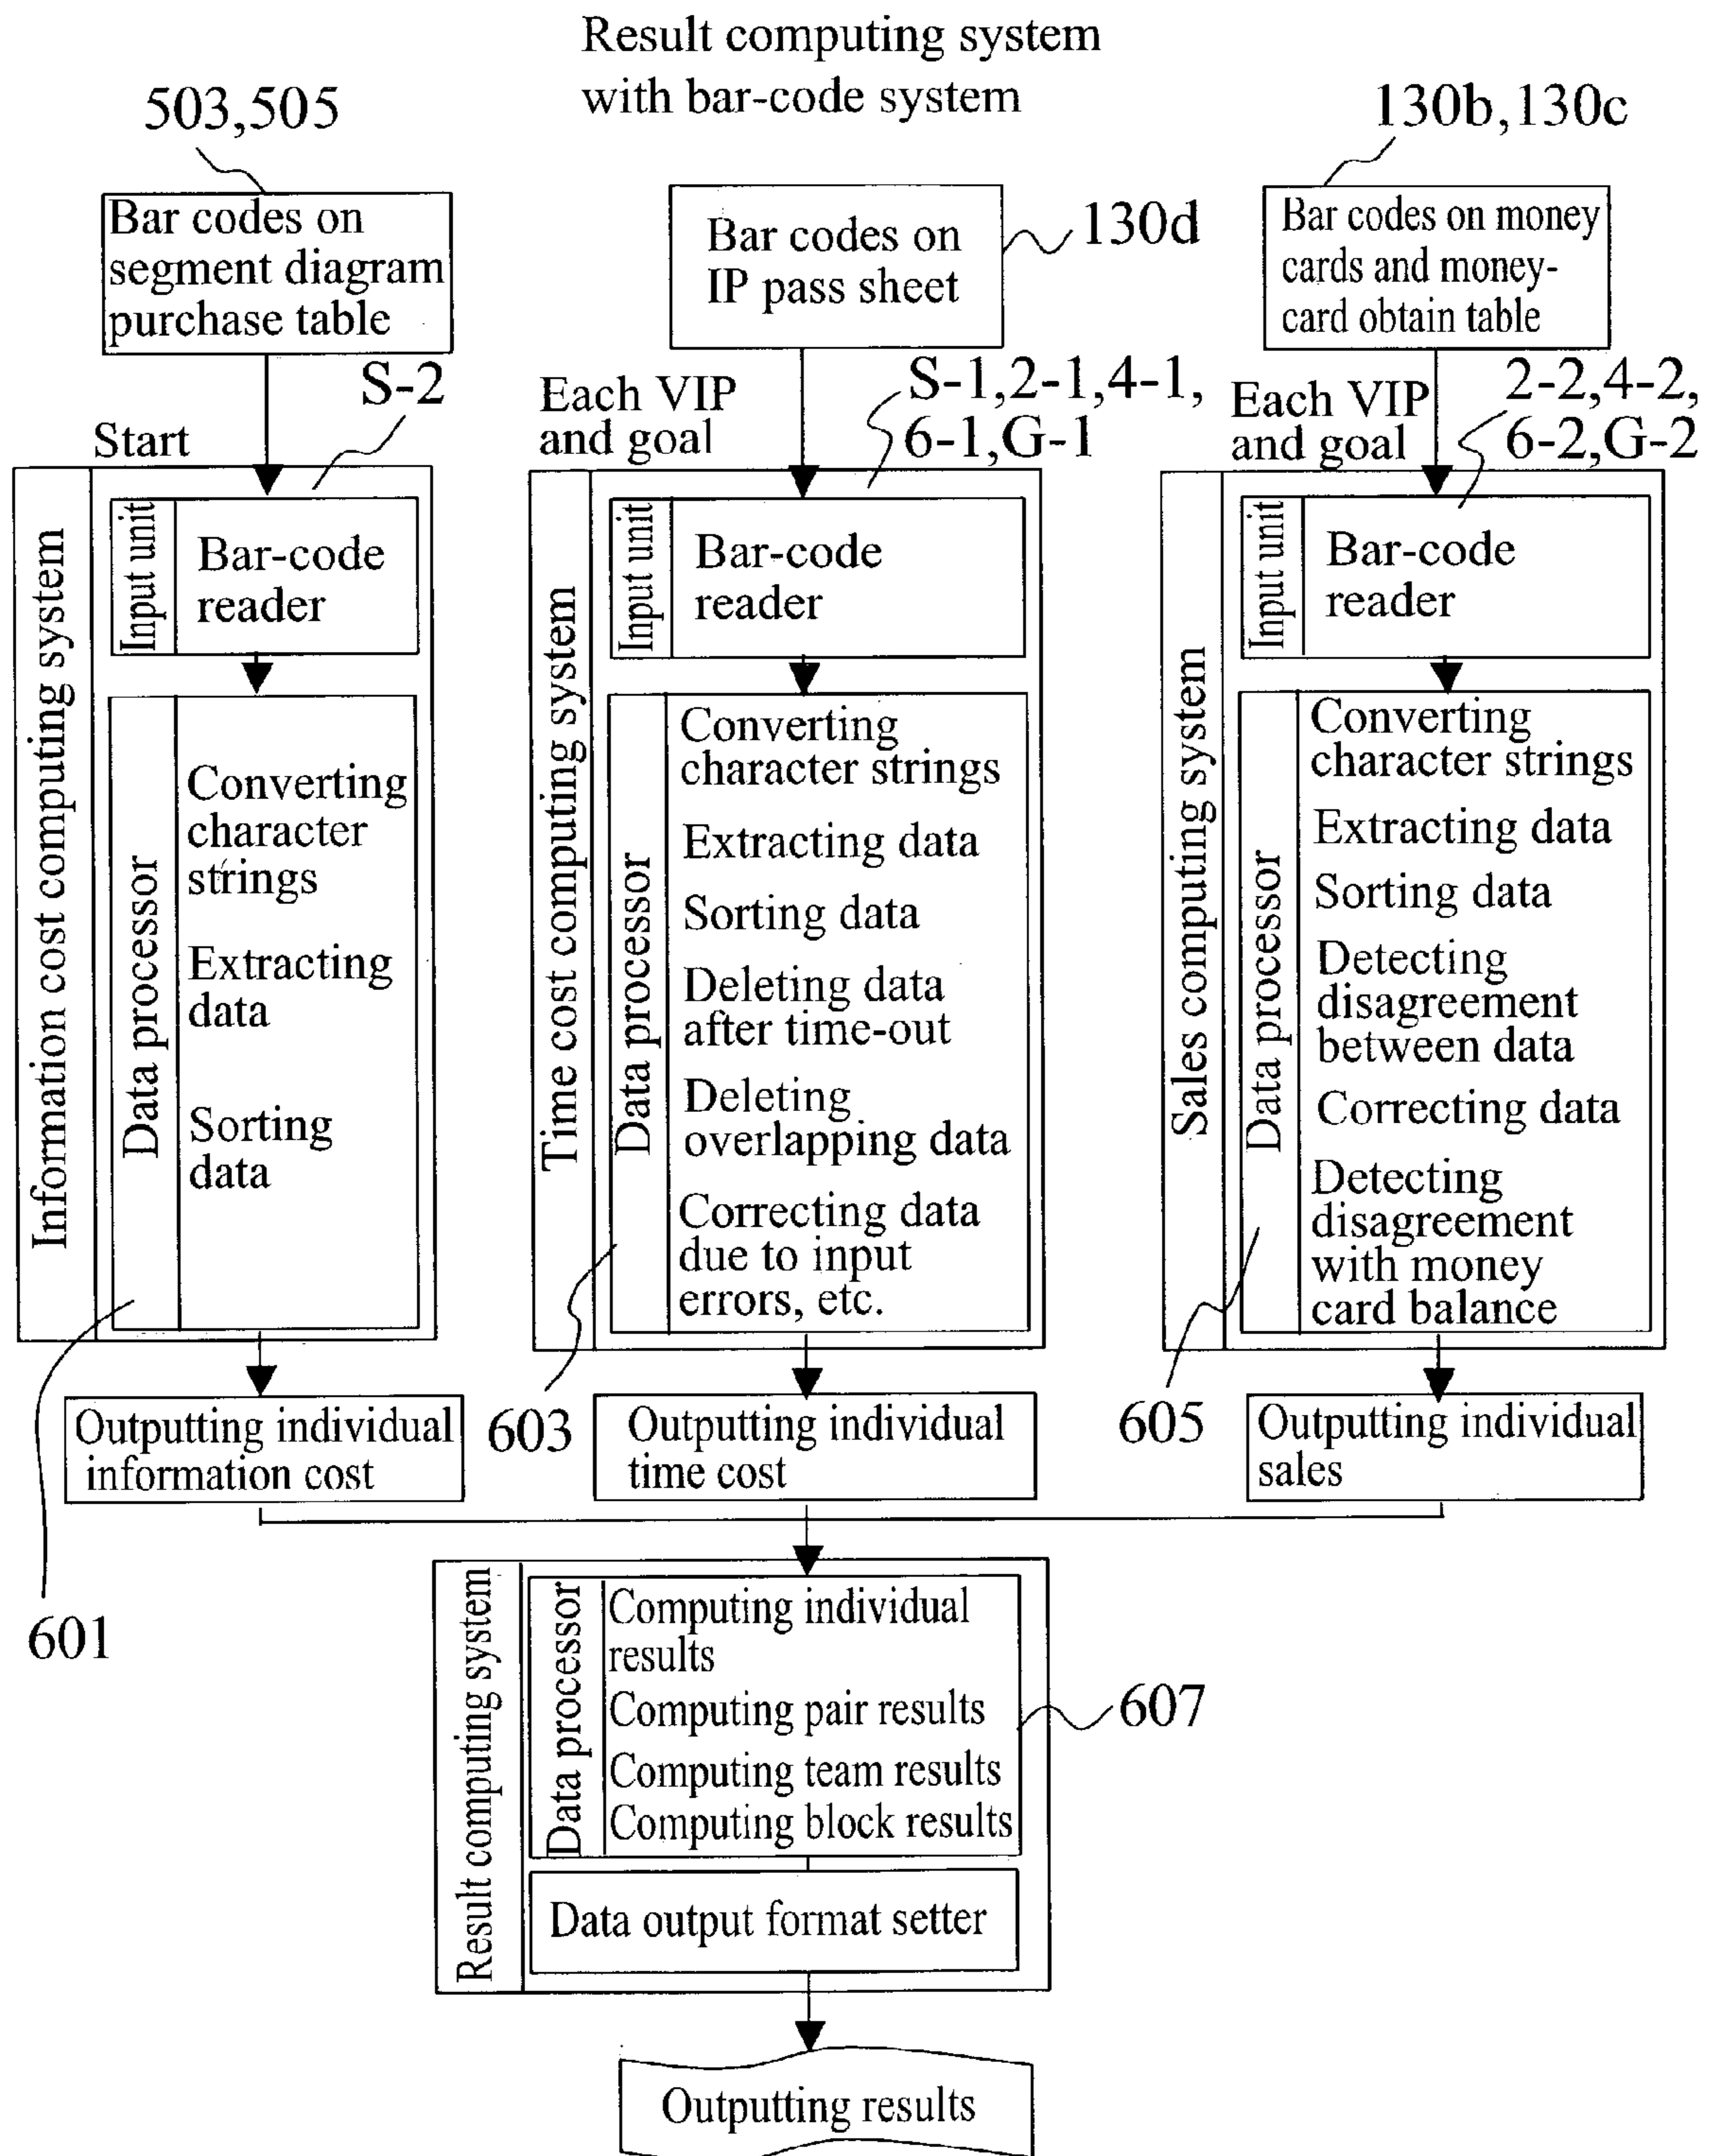 Result computing system
with bar-code system
503,505
Bar codes on
segment diagram
purchase table
S-2
Start
Information cost computing system
Input unit
Bar-code
reader
Data processor
Converting
character
strings
Extracting
data
Sorting
data
601
Outputting individual
information cost
Bar codes on
IP pass sheet
130d
Each VIP
and goal
S-1,2-1,4-1,
6-1,G-1
Time cost computing system
Input unit
Bar-code
reader
Data processor
Converting
character strings
Extracting data
Sorting data
Deleting data
after time-out
Deleting
overlapping data
Correcting data
due to input
errors, etc.
603
Outputting individual
time cost
130b,130c
Bar codes on money
cards and money-
card obtain table
Each VIP
and goal
2-2,4-2,
6-2,G-2
Sales computing system
Input unit
Bar-code
reader
Data processor
Converting
character strings
Extracting data
Sorting data
Detecting
disagreement
between data
Correcting data
Detecting
disagreement
with money
card balance
605
Outputting individual
sales
Result computing system
Data processor
Computing individual
results
Computing pair results
Computing team results
Computing block results
607
Data output format setter
Outputting results